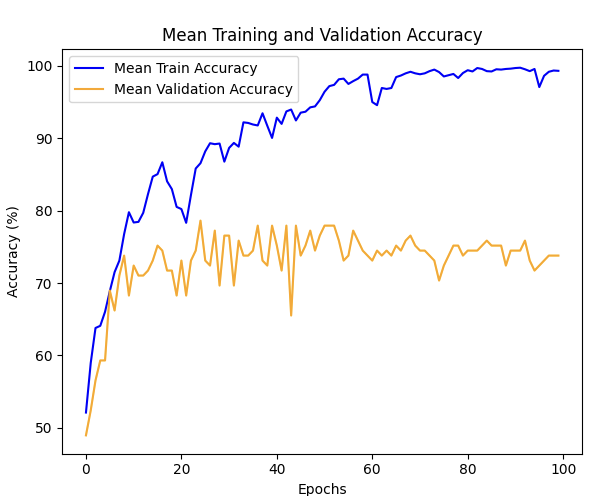 Mean Training and Validation Accuracy
Mean Train Accuracy
Mean Validation Accuracy
Accuracy (%)
100
90
80
70
60
50
0 20 40 60 80 100
Epochs